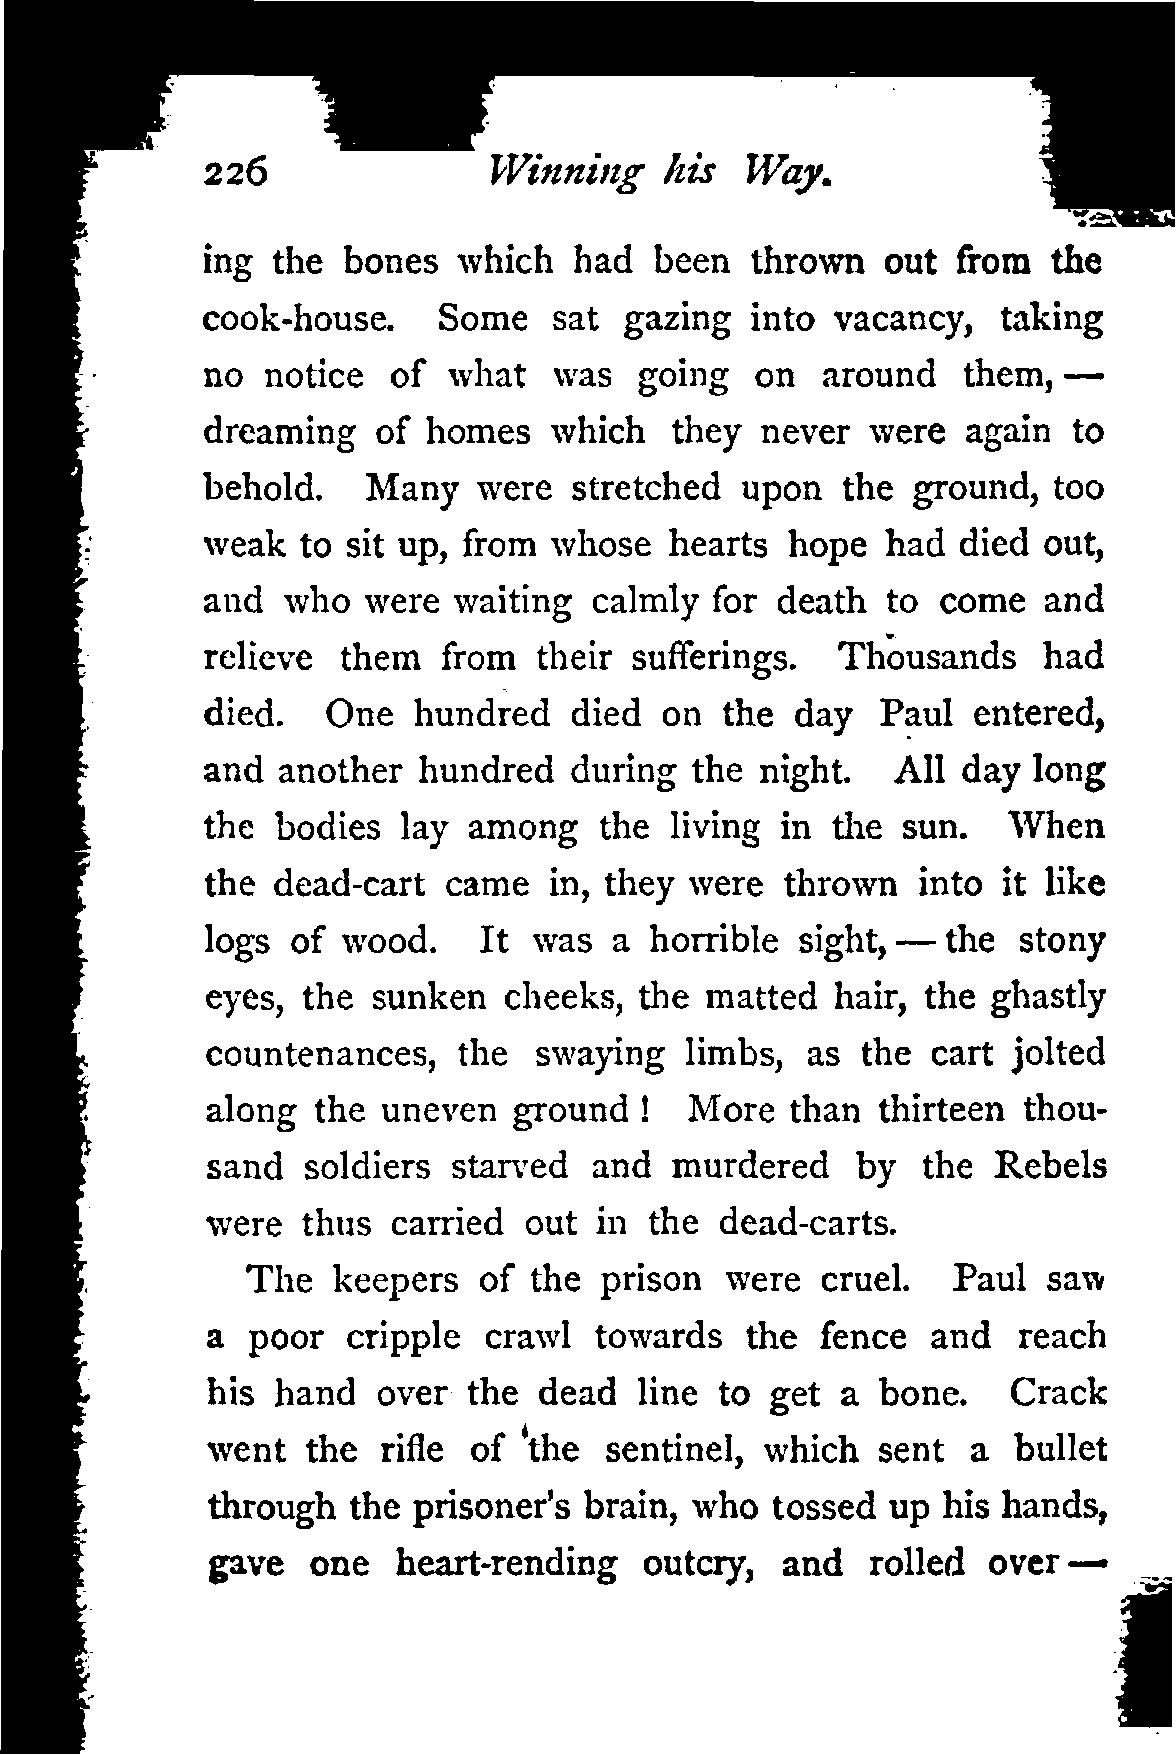 226 Winning his Way.
ing the bones which had been thrown out from the
cook-house. Some sat gazing into vacancy, taking
no notice of what was going on around them, —
dreaming of homes which they never were again to
behold. Many were stretched upon the ground, too
weak to sit up, from whose hearts hope had died out,
and who were waiting calmly for death to come and
relieve them from their sufferings. Thousands had
died. One hundred died on the day Paul entered,
and another hundred during the night. All day long
the bodies lay among the living in the sun. When
the dead-cart came in, they were thrown into it like
logs of wood. It was a horrible sight, — the stony
eyes, the sunken cheeks, the matted hair, the ghastly
countenances, the swaying limbs, as the cart jolted
along the uneven ground ! More than thirteen thou-
sand soldiers starved and murdered by the Rebels
were thus carried out in the dead-carts.
The keepers of the prison were cruel. Paul saw
a poor cripple crawl towards the fence and reach
his hand over the dead line to get a bone. Crack
went the rifle of the sentinel, which sent a bullet
through the prisoner's brain, who tossed up his hands,
gave one heart-rending outcry, and rolled over —